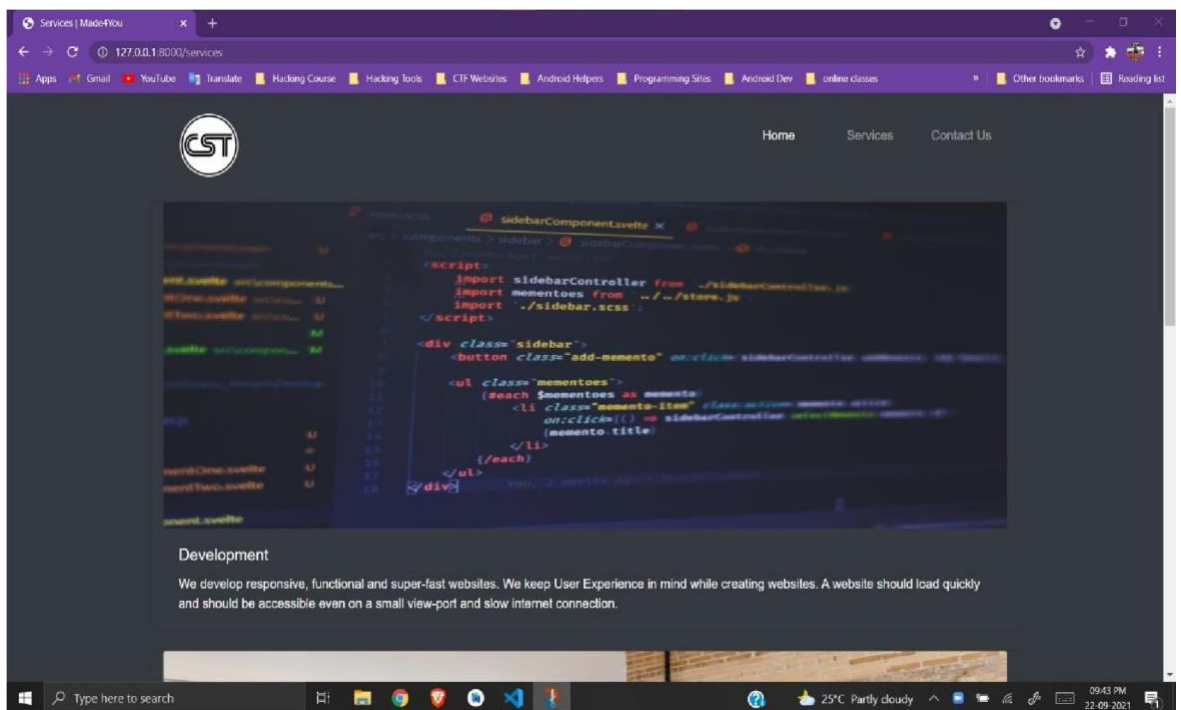 Services | Made4You
127.0.0.1:8000/services
Apps Gmail YouTube Translate Hacking Course Hacking Tools CTF Websites Android Helpers Programming Sites Android Dev online classes » Other bookmarks Reading list
CST
Home Services Contact Us
sidebarComponent.svelte
<script>
import sidebarController from
import mementoes from ../../store.js
import './sidebar.scss';
</script>
<div class="sidebar">
<button class="add-memento" on:click=
<ul class="mementoes">
{#each $mementoes as memento}
<li class="memento-item"
on:click={() => sidebarController
{memento.title}
</li>
{/each}
</ul>
</div>
Development
We develop responsive, functional and super-fast websites. We keep User Experience in mind while creating websites. A website should load quickly
and should be accessible even on a small view-port and slow internet connection.
Type here to search
25°C Partly cloudy
09:43 PM
22-09-2021